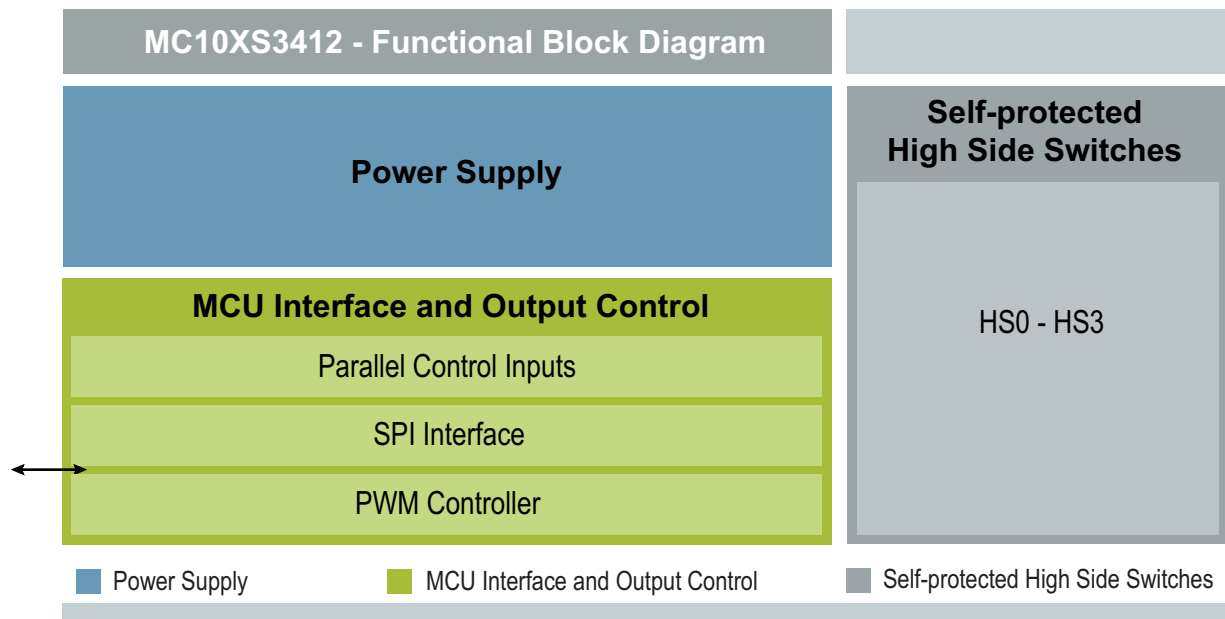 MC10XS3412 - Functional Block Diagram
Power Supply
MCU Interface and Output Control
Parallel Control Inputs
SPI Interface
PWM Controller
Self-protected
High Side Switches
HS0 - HS3
Power Supply
MCU Interface and Output Control
Self-protected High Side Switches